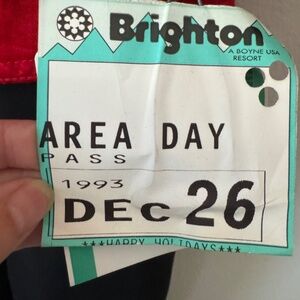 Brighton
A BOYNE USA
RESORT
AREA DAY
PASS
1993
DEC 26
***HAPPY HOLIDAYS***